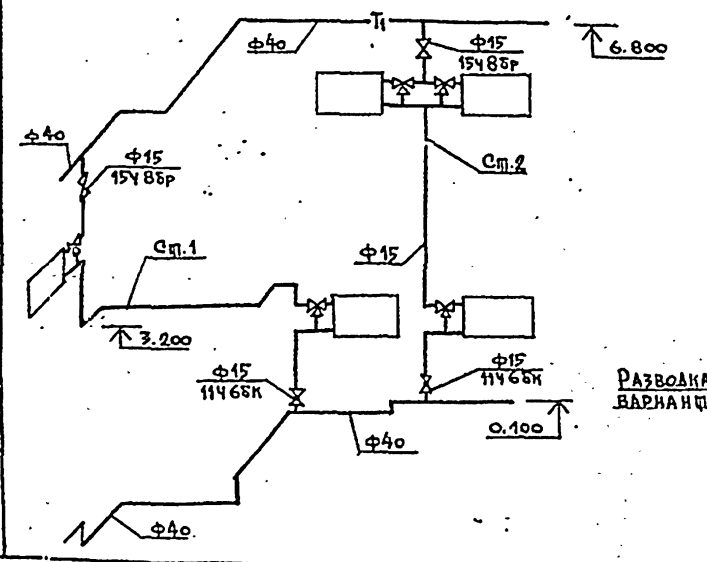 T1
ф40
ф15
15ч8бр
6.800
ф40
ф15
15ч8бр
Ст.2
Ст.1
ф15
3.200
ф15
11ч6бк
ф15
11ч6бк
РАЗВОДКА
ВАРИАНТ
0.100
ф40
ф40